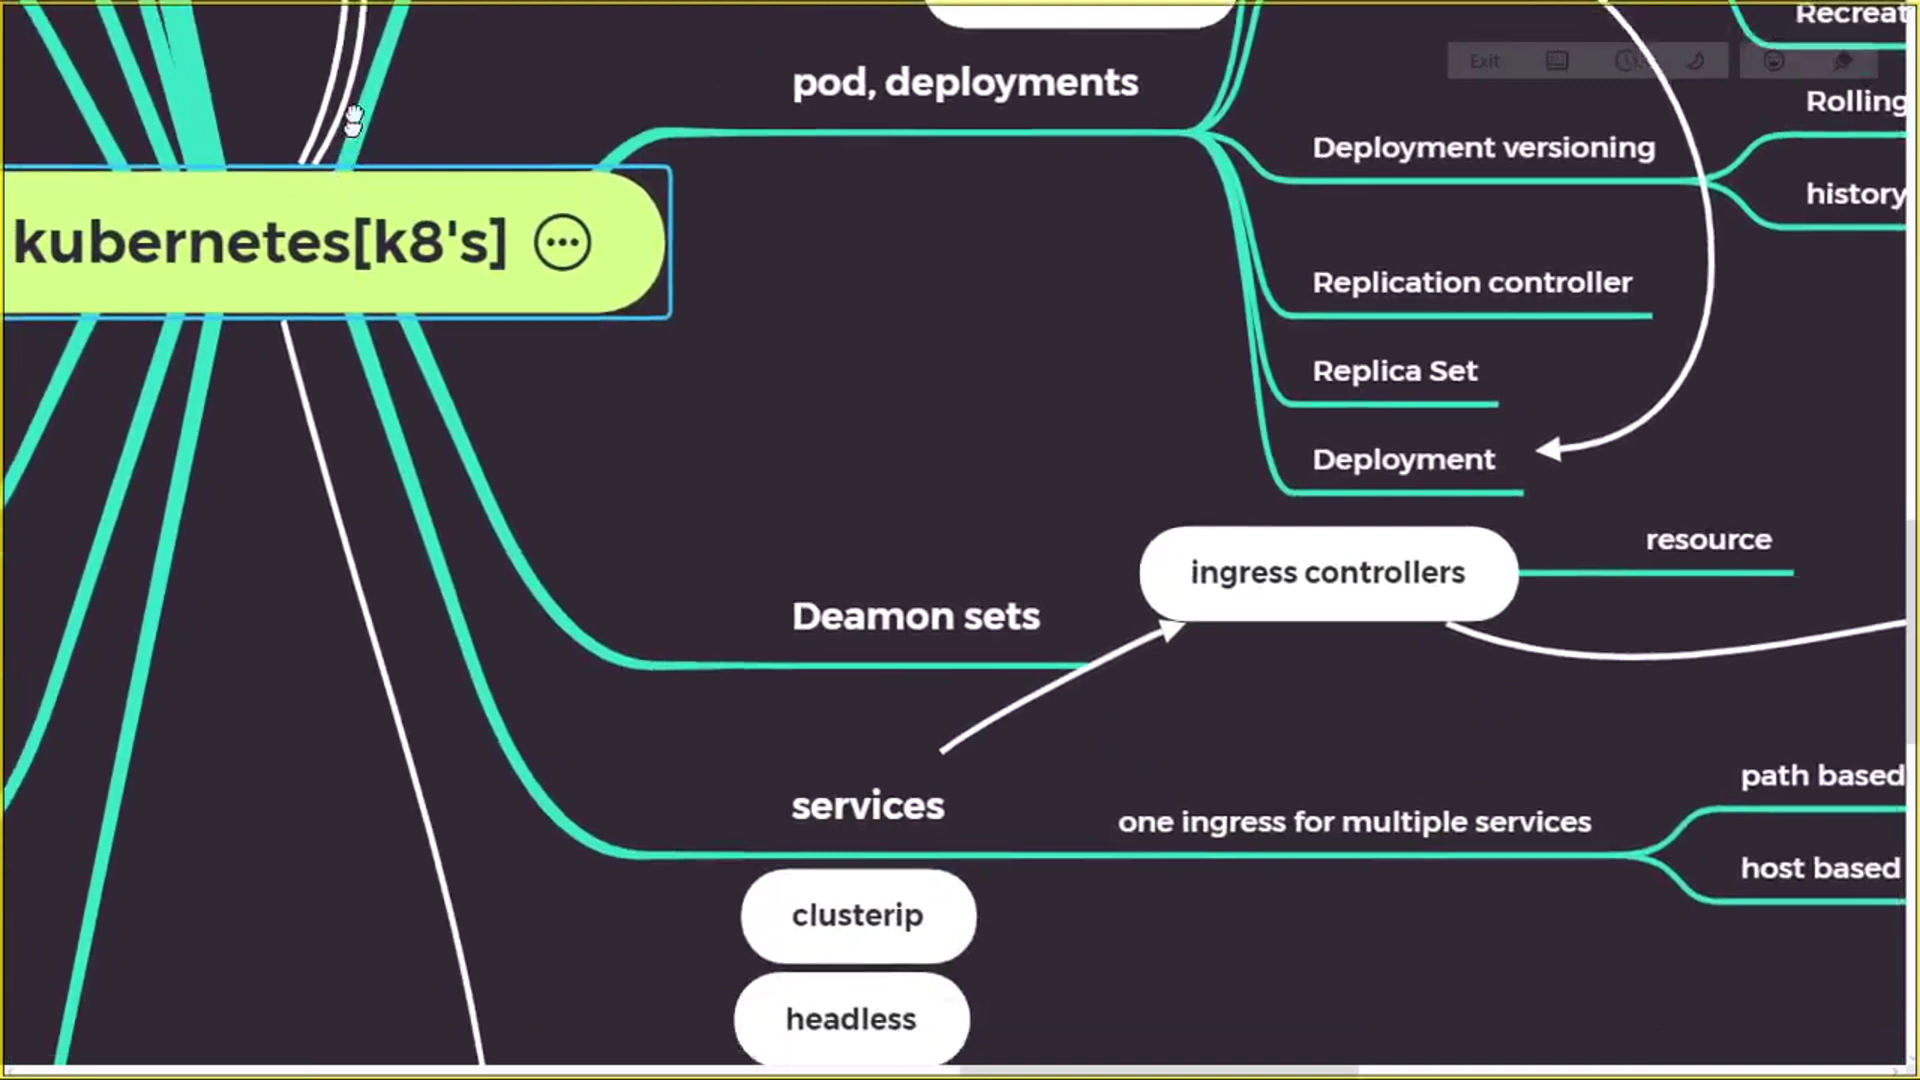 Recreat
Exit
pod, deployments
Rolling
Deployment versioning
history
kubernetes[k8's]
Replication controller
Replica Set
Deployment
resource
ingress controllers
Deamon sets
path based
services
one ingress for multiple services
host based
clusterip
headless